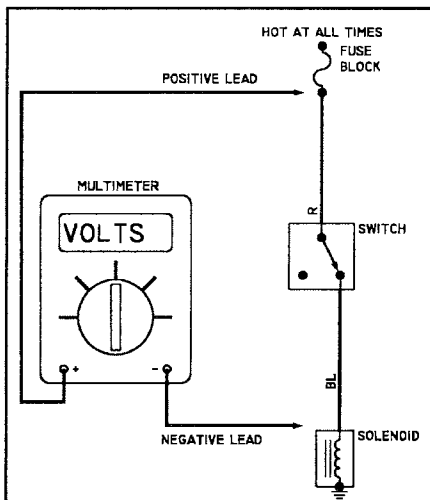 HOT AT ALL TIMES
FUSE
BLOCK
POSITIVE LEAD
MULTIMETER
VOLTS
R
SWITCH
+
-
BL
NEGATIVE LEAD
SOLENOID